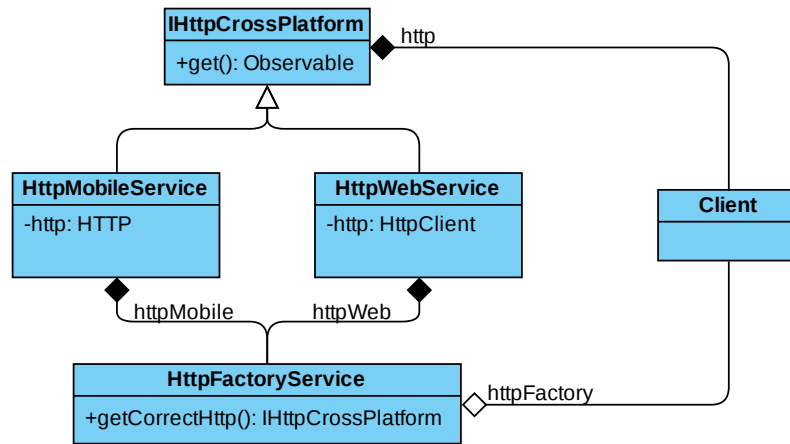 IHttpCrossPlatform
+get(): Observable
http
HttpMobileService
-http: HTTP
HttpWebService
-http: HttpClient
Client
httpMobile
httpWeb
HttpFactoryService
+getCorrectHttp(): IHttpCrossPlatform
httpFactory